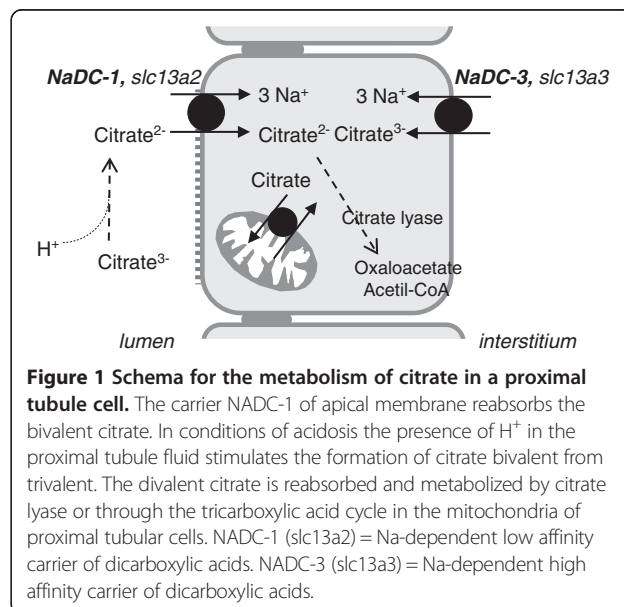 NaDC-1, slc13a2
NaDC-3, slc13a3
3 Na⁺
3 Na⁺
Citrate²⁻
Citrate²⁻
Citrate³⁻
Citrate
H⁺
Citrate³⁻
Citrate lyase
Oxaloacetate
Acetil-CoA
lumen
interstitium
Figure 1 Schema for the metabolism of citrate in a proximal
tubule cell. The carrier NADC-1 of apical membrane reabsorbs the
bivalent citrate. In conditions of acidosis the presence of H⁺ in the
proximal tubule fluid stimulates the formation of citrate bivalent from
trivalent. The divalent citrate is reabsorbed and metabolized by citrate
lyase or through the tricarboxylic acid cycle in the mitochondria of
proximal tubular cells. NADC-1 (slc13a2) = Na-dependent low affinity
carrier of dicarboxylic acids. NADC-3 (slc13a3) = Na-dependent high
affinity carrier of dicarboxylic acids.